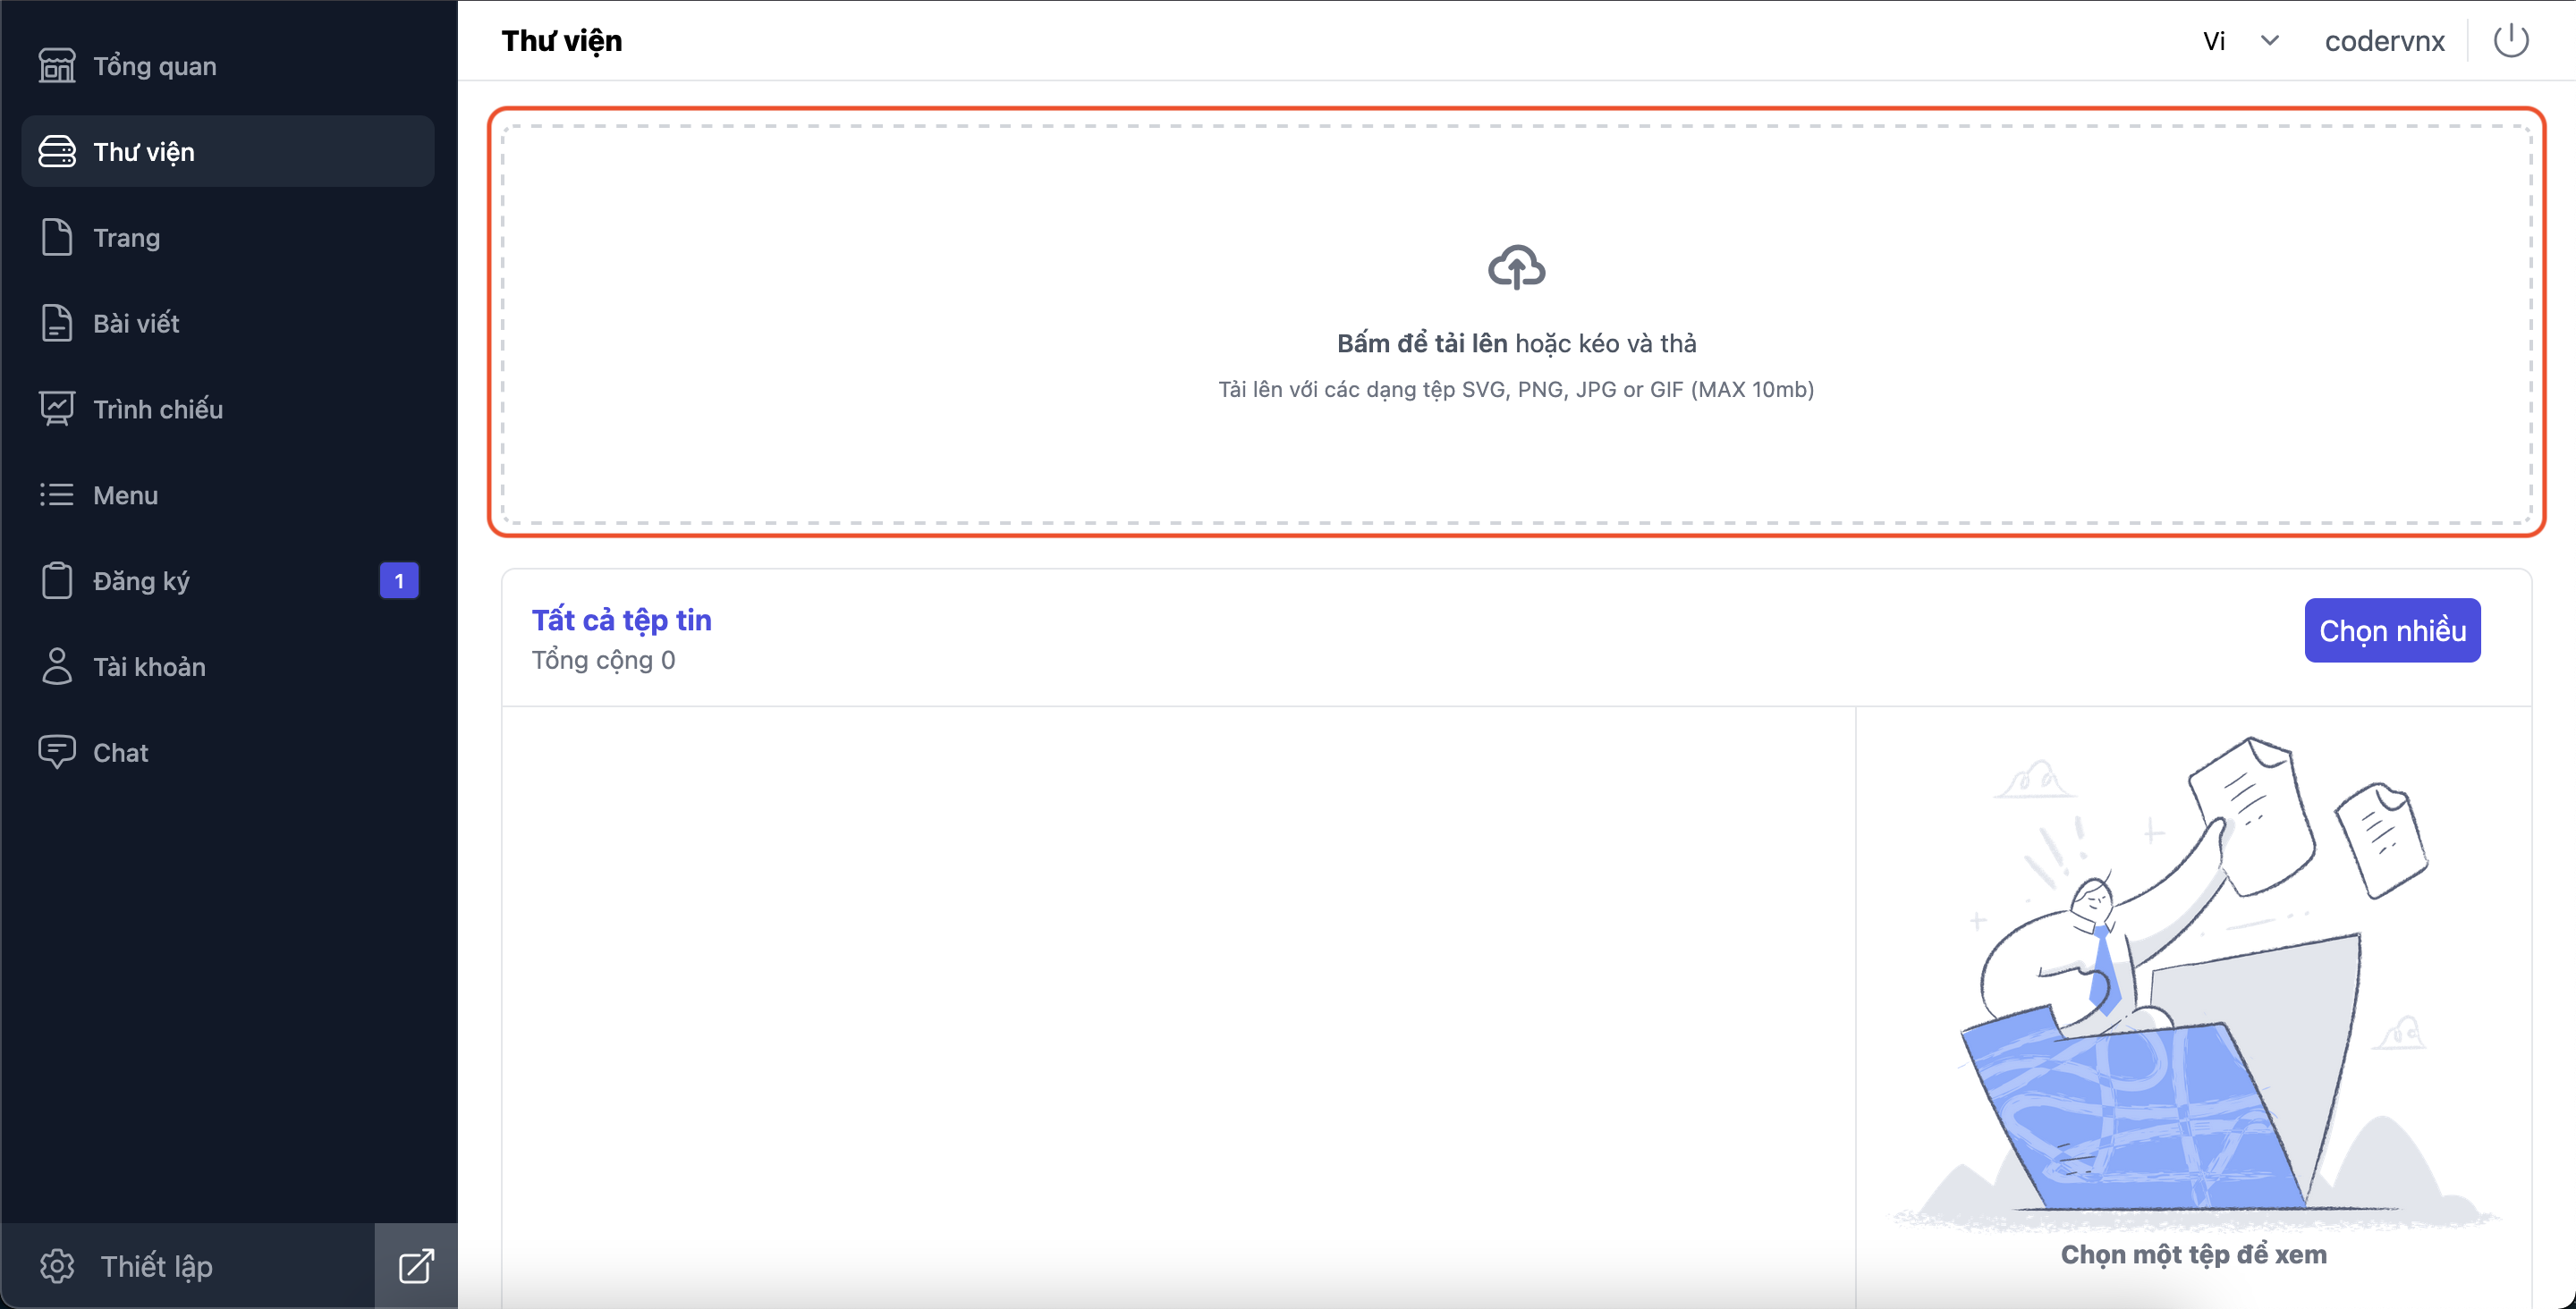 Tổng quan
Thư viện
Trang
Bài viết
Trình chiếu
Menu
Đăng ký
1
Tài khoản
Chat
Thiết lập
Thư viện
Vi
codervnx
Bấm để tải lên hoặc kéo và thả
Tải lên với các dạng tệp SVG, PNG, JPG or GIF (MAX 10mb)
Tất cả tệp tin
Tổng cộng 0
Chọn nhiều
Chọn một tệp để xem